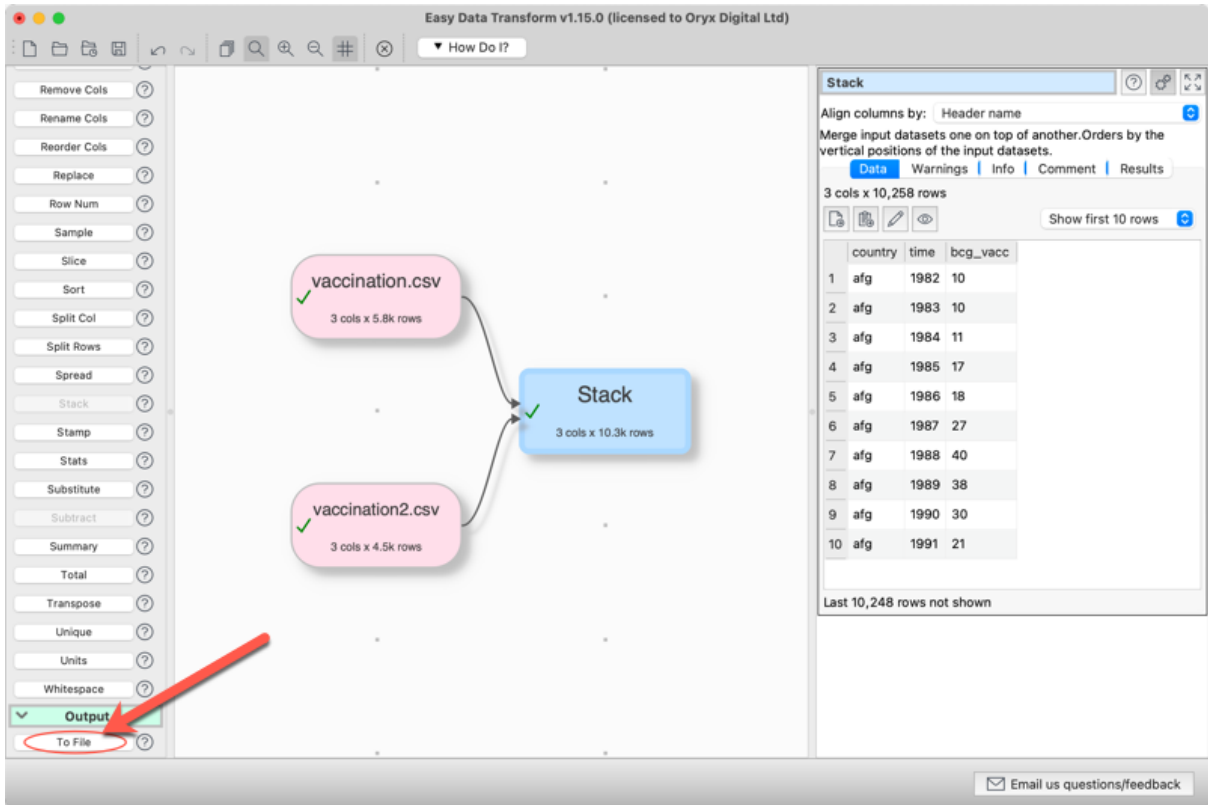 Easy Data Transform v1.15.0 (licensed to Oryx Digital Ltd)
▼ How Do I?
Remove Cols ?
Rename Cols ?
Reorder Cols ?
Replace ?
Row Num ?
Sample ?
Slice ?
Sort ?
Split Col ?
Split Rows ?
Spread ?
Stack ?
Stamp ?
Stats ?
Substitute ?
Subtract ?
Summary ?
Total ?
Transpose ?
Unique ?
Units ?
Whitespace ?
Output
To File ?
vaccination.csv
3 cols x 5.8k rows
vaccination2.csv
3 cols x 4.5k rows
Stack
3 cols x 10.3k rows
Stack ?
Align columns by: Header name
Merge input datasets one on top of another.Orders by the
vertical positions of the input datasets.
Data Warnings Info Comment Results
3 cols x 10,258 rows
Show first 10 rows
country time bcg_vacc
1 afg 1982 10
2 afg 1983 10
3 afg 1984 11
4 afg 1985 17
5 afg 1986 18
6 afg 1987 27
7 afg 1988 40
8 afg 1989 38
9 afg 1990 30
10 afg 1991 21
Last 10,248 rows not shown
Email us questions/feedback